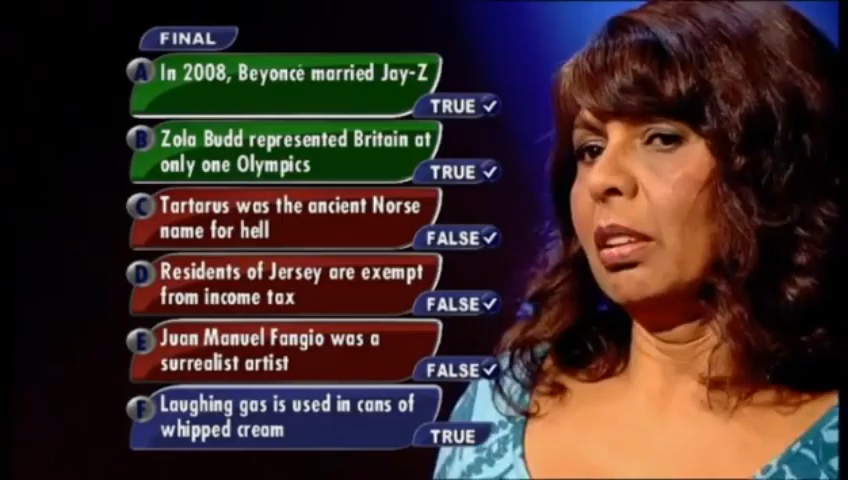 FINAL
A In 2008, Beyoncé married Jay-Z
TRUE ✓
B Zola Budd represented Britain at
only one Olympics
TRUE ✓
C Tartarus was the ancient Norse
name for hell
FALSE ✓
D Residents of Jersey are exempt
from income tax
FALSE ✓
E Juan Manuel Fangio was a
surrealist artist
FALSE ✓
F Laughing gas is used in cans of
whipped cream
TRUE